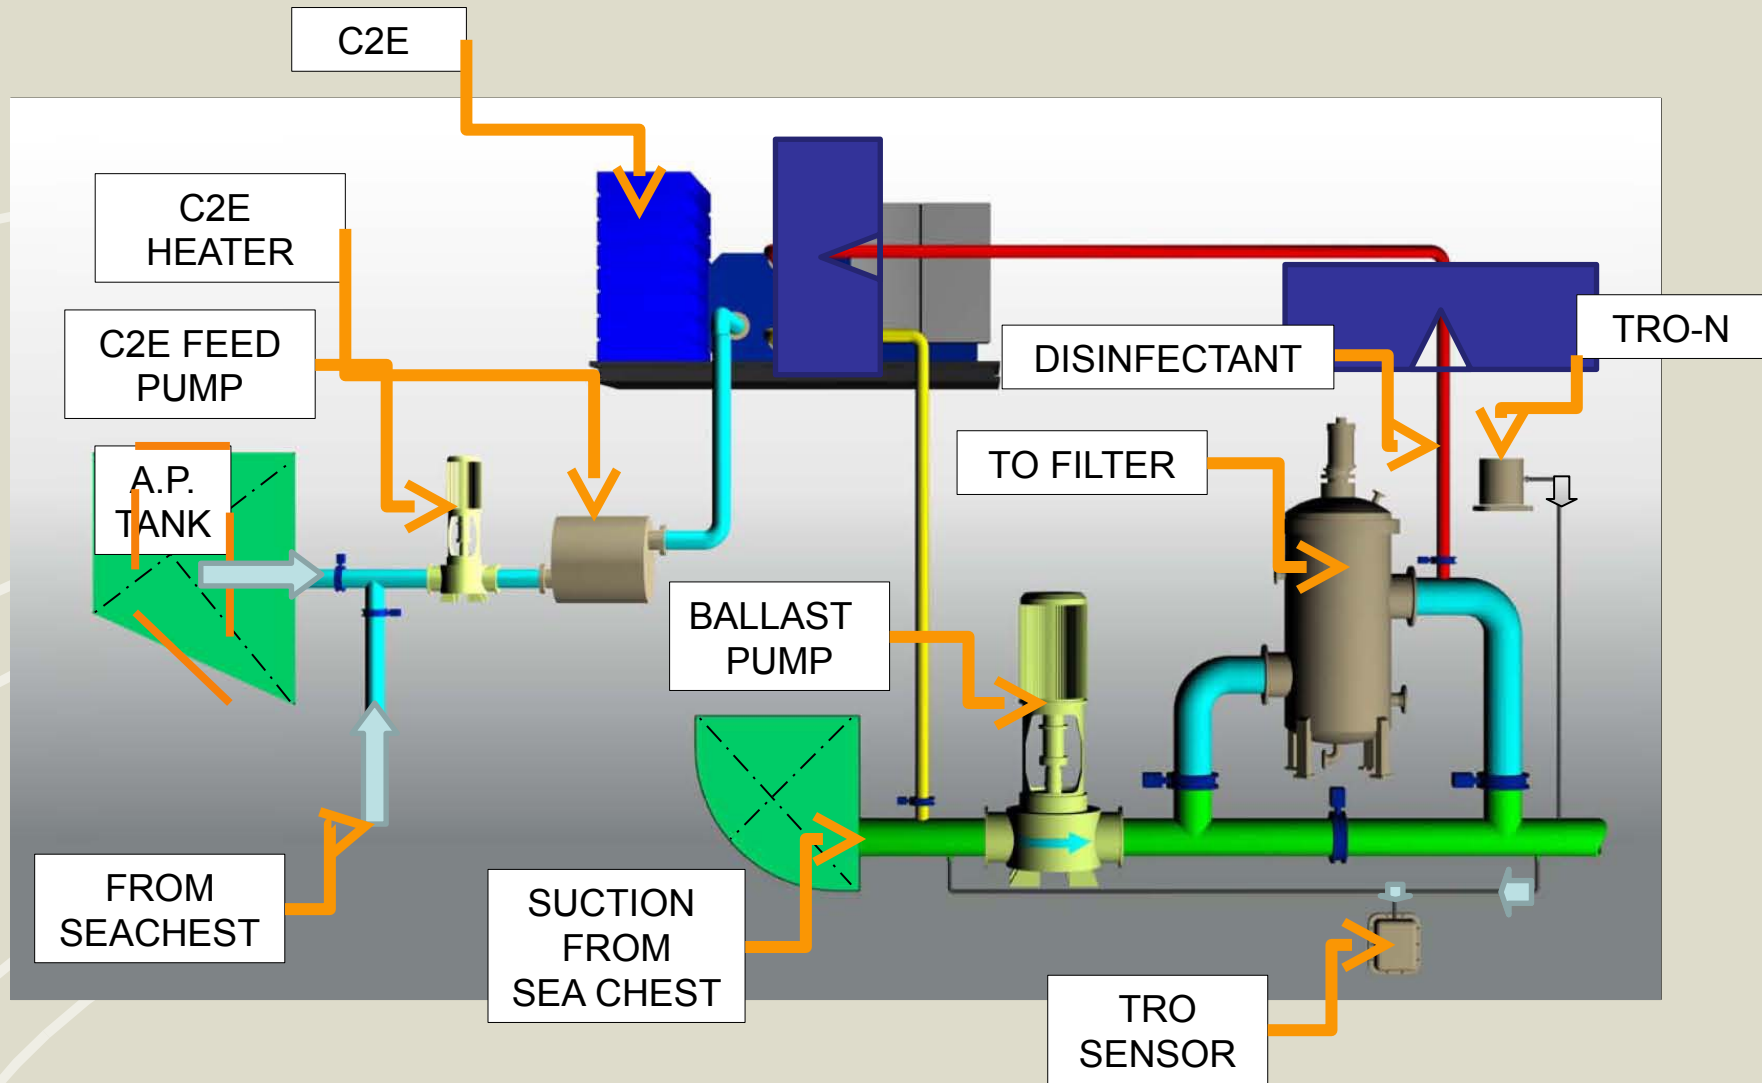 C2E
C2E
HEATER
C2E FEED
PUMP
TRO-N
DISINFECTANT
A.P.
TANK
TO FILTER
BALLAST
PUMP
FROM
SEACHEST
SUCTION
FROM
SEA CHEST
TRO
SENSOR